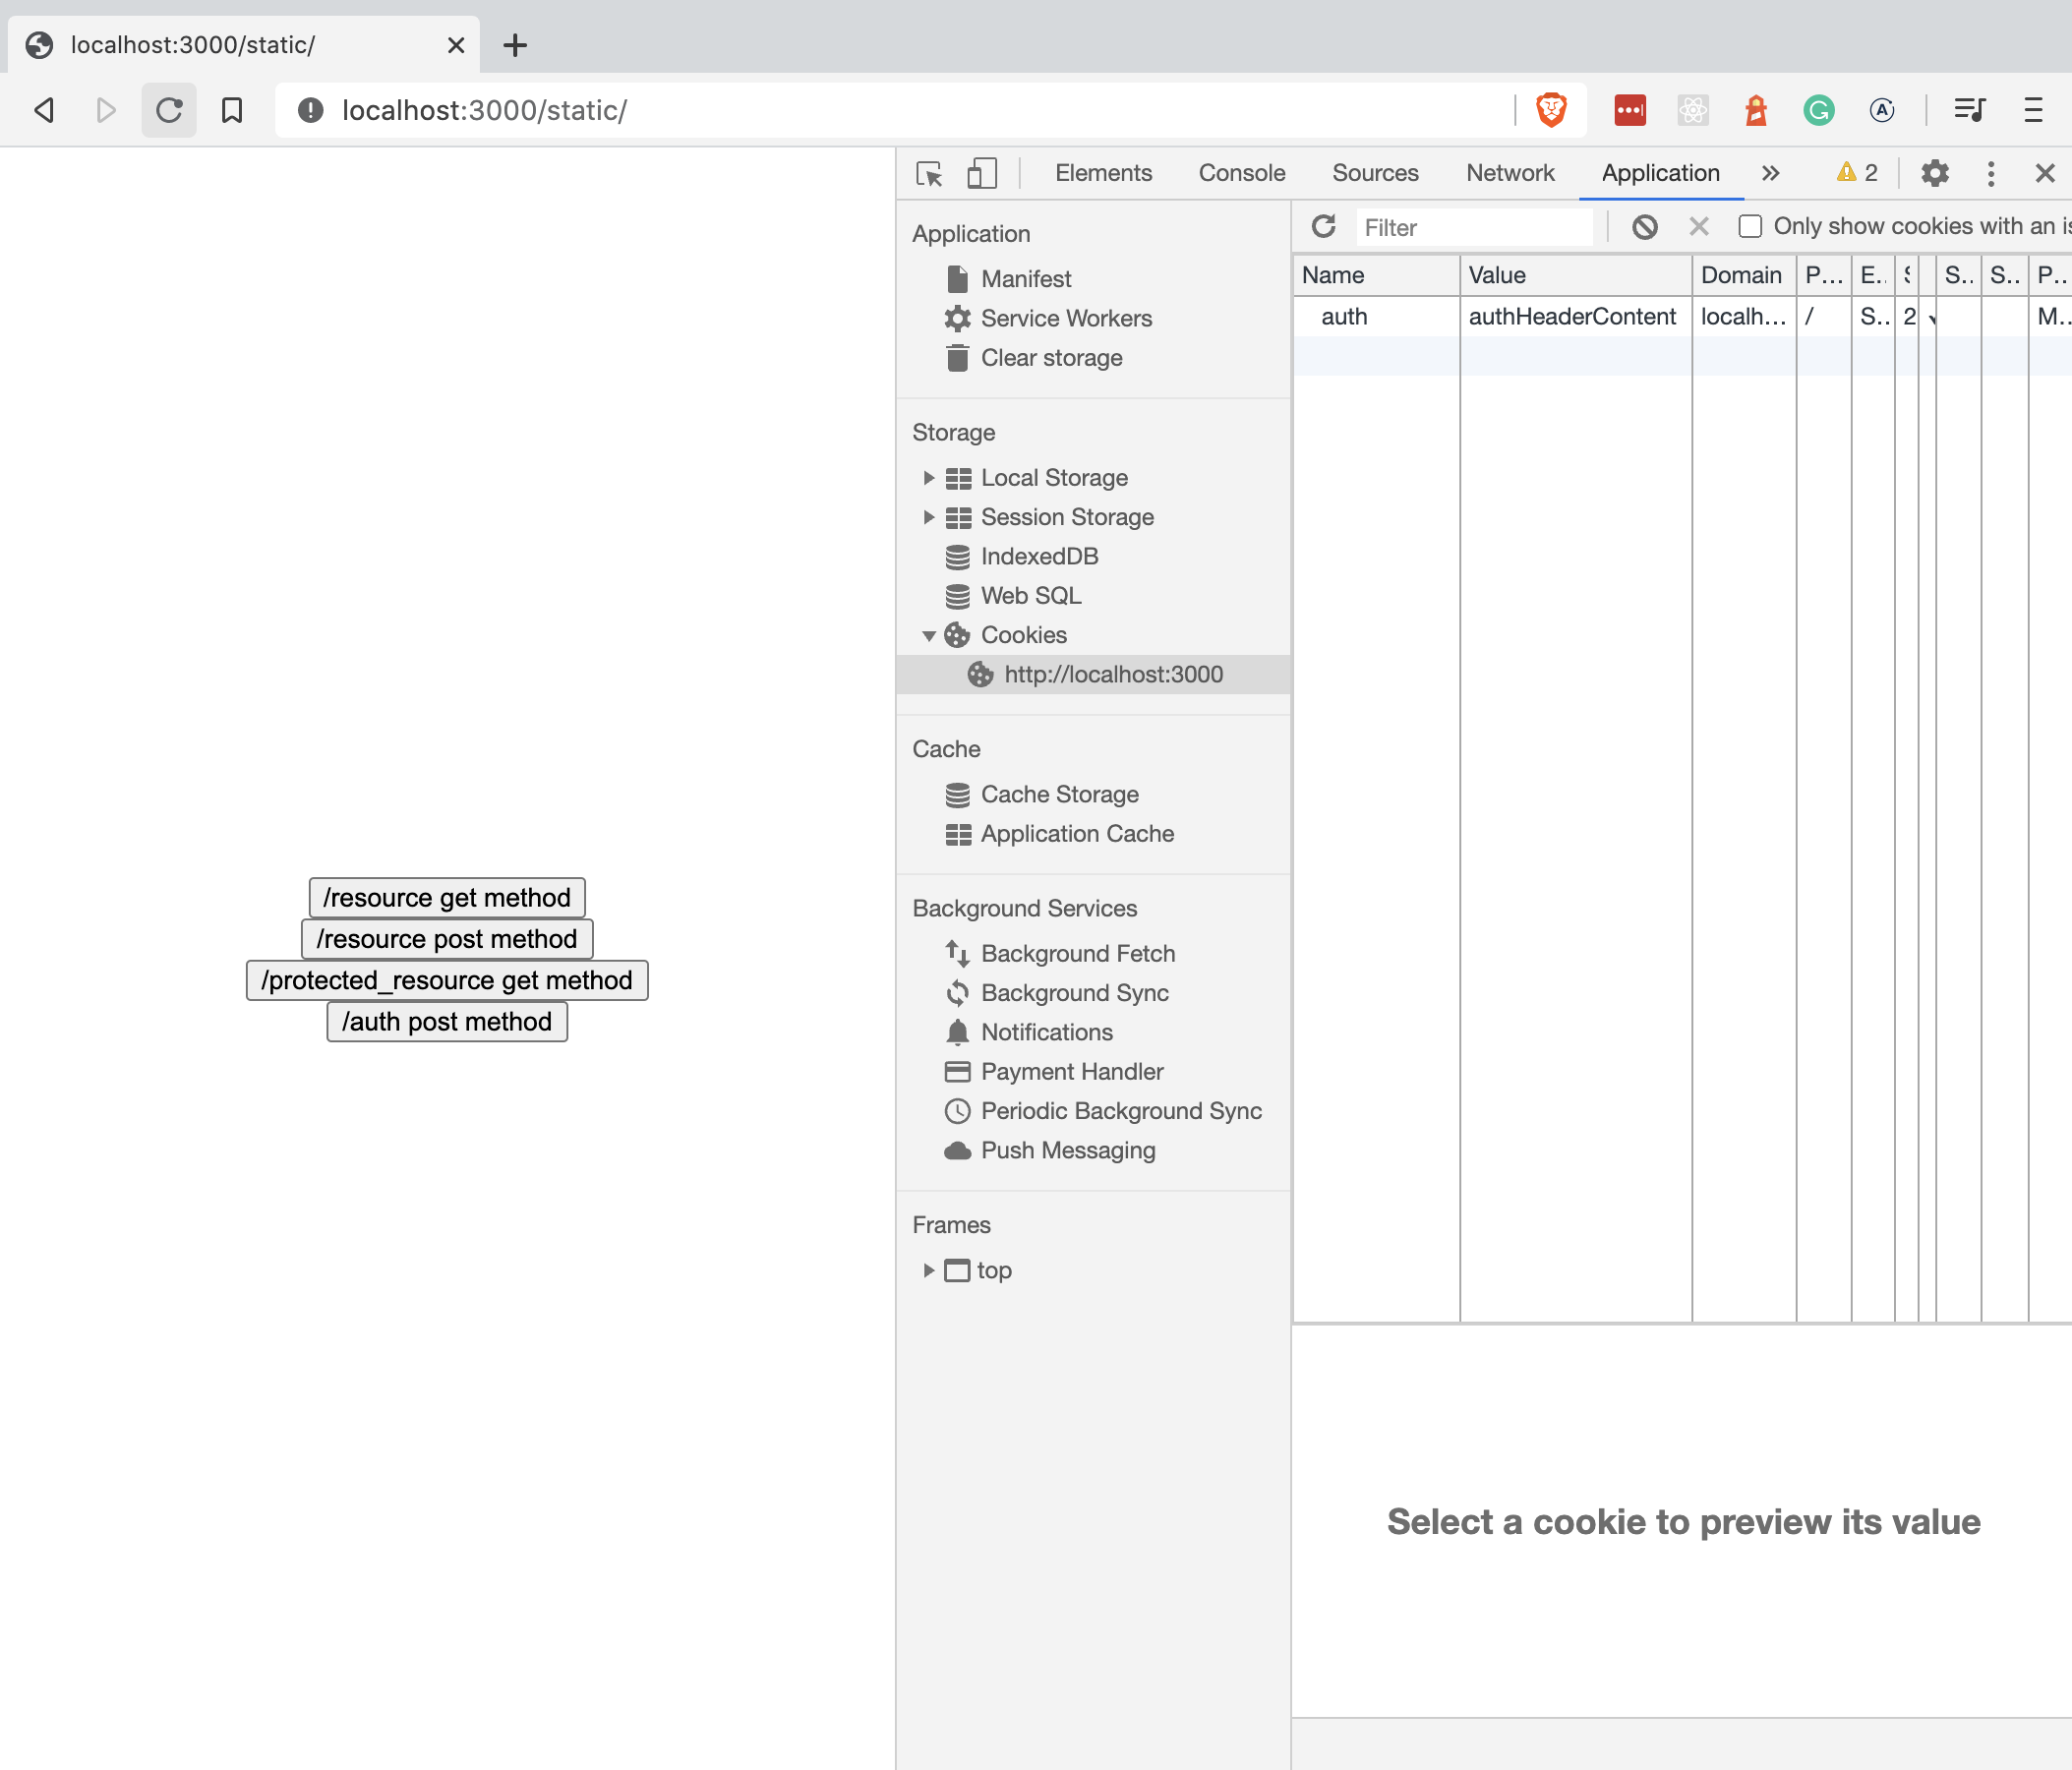 localhost:3000/static/
localhost:3000/static/
Elements Console Sources Network Application 2
Filter Only show cookies with an is
Application
Manifest
Service Workers
Clear storage
Storage
Local Storage
Session Storage
IndexedDB
Web SQL
Cookies
http://localhost:3000
Cache
Cache Storage
Application Cache
Background Services
Background Fetch
Background Sync
Notifications
Payment Handler
Periodic Background Sync
Push Messaging
Frames
top
Name Value Domain P... E.. S S.. S.. P..
auth authHeaderContent localh... / S.. 2 M..
Select a cookie to preview its value
/resource get method
/resource post method
/protected_resource get method
/auth post method